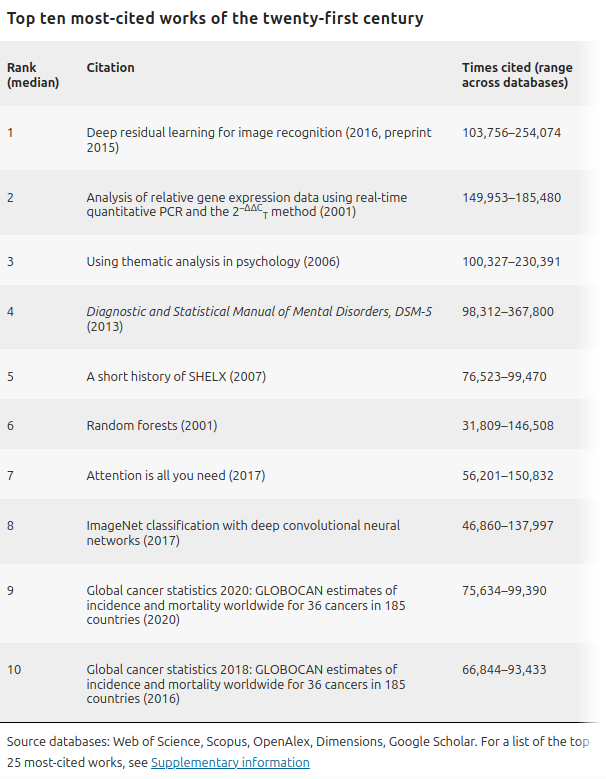 Top ten most-cited works of the twenty-first century
Rank (median) Citation Times cited (range across databases)
1 Deep residual learning for image recognition (2016, preprint 2015) 103,756–254,074
2 Analysis of relative gene expression data using real-time quantitative PCR and the 2–ΔΔCT method (2001) 149,953–185,480
3 Using thematic analysis in psychology (2006) 100,327–230,391
4 Diagnostic and Statistical Manual of Mental Disorders, DSM-5 (2013) 98,312–367,800
5 A short history of SHELX (2007) 76,523–99,470
6 Random forests (2001) 31,809–146,508
7 Attention is all you need (2017) 56,201–150,832
8 ImageNet classification with deep convolutional neural networks (2017) 46,860–137,997
9 Global cancer statistics 2020: GLOBOCAN estimates of incidence and mortality worldwide for 36 cancers in 185 countries (2020) 75,634–99,390
10 Global cancer statistics 2018: GLOBOCAN estimates of incidence and mortality worldwide for 36 cancers in 185 countries (2016) 66,844–93,433
Source databases: Web of Science, Scopus, OpenAlex, Dimensions, Google Scholar. For a list of the top
25 most-cited works, see Supplementary information